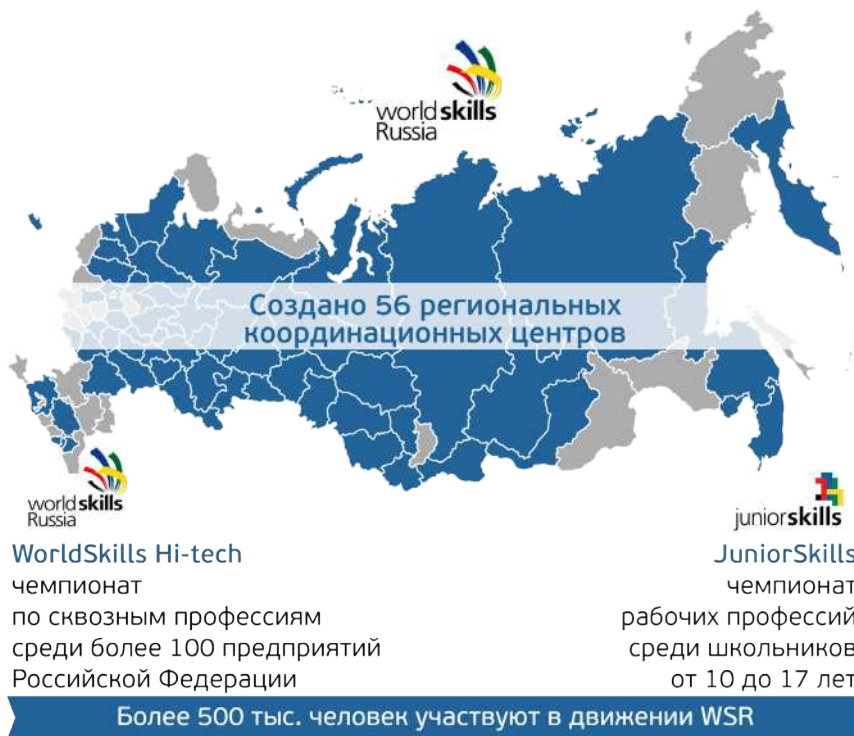 world skills
Russia
Создано 56 региональных
координационных центров
world skills
Russia
juniorskills
WorldSkills Hi-tech
чемпионат
по сквозным профессиям
среди более 100 предприятий
Российской Федерации
JuniorSkills
чемпионат
рабочих профессий
среди школьников
от 10 до 17 лет
Более 500 тыс. человек участвуют в движении WSR